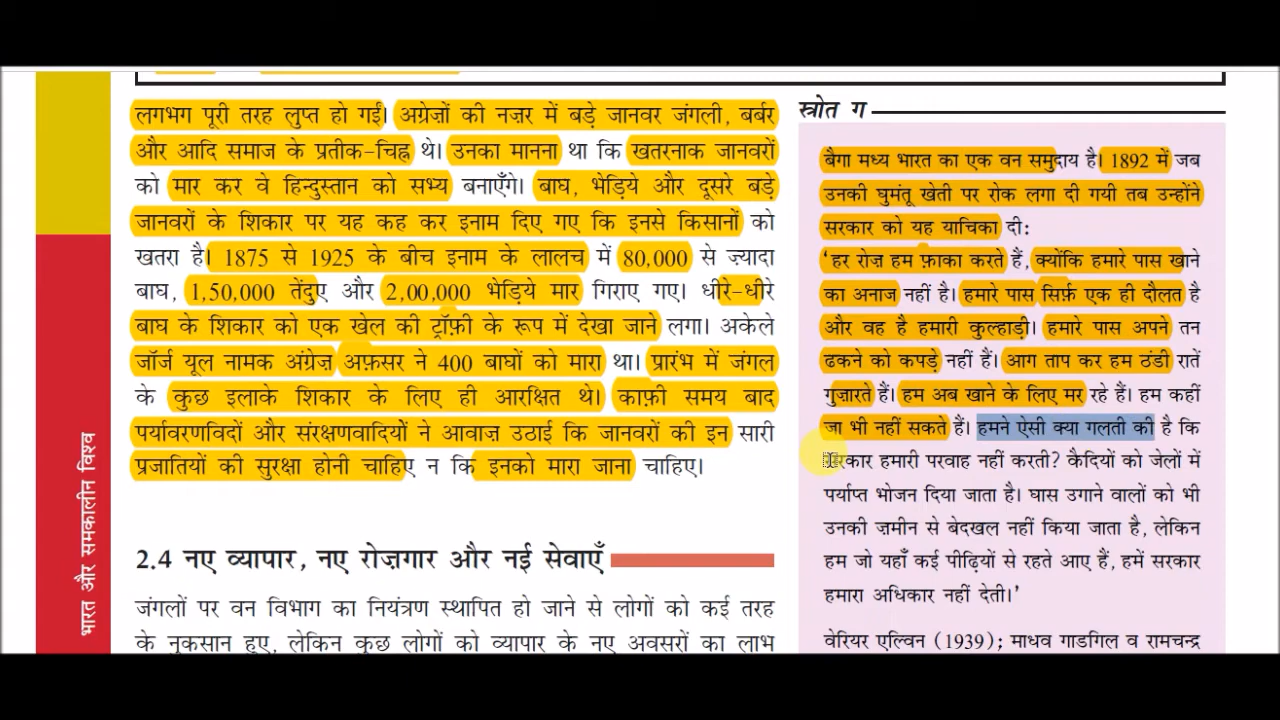 लगभग पूरी तरह लुप्त हो गईं। अंग्रेज़ों की नज़र में बड़े जानवर जंगली, बर्बर
और आदि समाज के प्रतीक-चिह्न थे। उनका मानना था कि खतरनाक जानवरों
को मार कर वे हिन्दुस्तान को सभ्य बनाएँगे। बाघ, भेड़िये और दूसरे बड़े
जानवरों के शिकार पर यह कह कर इनाम दिए गए कि इनसे किसानों को
खतरा है। 1875 से 1925 के बीच इनाम के लालच में 80,000 से ज़्यादा
बाघ, 1,50,000 तेंदुए और 2,00,000 भेड़िये मार गिराए गए। धीरे-धीरे
बाघ के शिकार को एक खेल की ट्रॉफ़ी के रूप में देखा जाने लगा। अकेले
जॉर्ज यूल नामक अंग्रेज़ अफ़सर ने 400 बाघों को मारा था। प्रारंभ में जंगल
के कुछ इलाके शिकार के लिए ही आरक्षित थे। काफ़ी समय बाद
पर्यावरणविदों और संरक्षणवादियों ने आवाज़ उठाई कि जानवरों की इन सारी
प्रजातियों की सुरक्षा होनी चाहिए न कि इनको मारा जाना चाहिए।
2.4 नए व्यापार, नए रोज़गार और नई सेवाएँ
जंगलों पर वन विभाग का नियंत्रण स्थापित हो जाने से लोगों को कई तरह
के नुकसान हुए, लेकिन कुछ लोगों को व्यापार के नए अवसरों का लाभ
स्त्रोत ग
बैगा मध्य भारत का एक वन समुदाय है। 1892 में जब
उनकी घुमंतू खेती पर रोक लगा दी गयी तब उन्होंने
सरकार को यह याचिका दी:
'हर रोज़ हम फ़ाका करते हैं, क्योंकि हमारे पास खाने
का अनाज नहीं है। हमारे पास सिर्फ़ एक ही दौलत है
और वह है हमारी कुल्हाड़ी। हमारे पास अपने तन
ढकने को कपड़े नहीं हैं। आग ताप कर हम ठंडी रातें
गुज़ारते हैं। हम अब खाने के लिए मर रहे हैं। हम कहीं
जा भी नहीं सकते हैं। हमने ऐसी क्या गलती की है कि
सरकार हमारी परवाह नहीं करती? कैदियों को जेलों में
पर्याप्त भोजन दिया जाता है। घास उगाने वालों को भी
उनकी ज़मीन से बेदखल नहीं किया जाता है, लेकिन
हम जो यहाँ कई पीढ़ियों से रहते आए हैं, हमें सरकार
हमारा अधिकार नहीं देती।'
वेरियर एल्विन (1939); माधव गाडगिल व रामचन्द्र
भारत और समकालीन विश्व